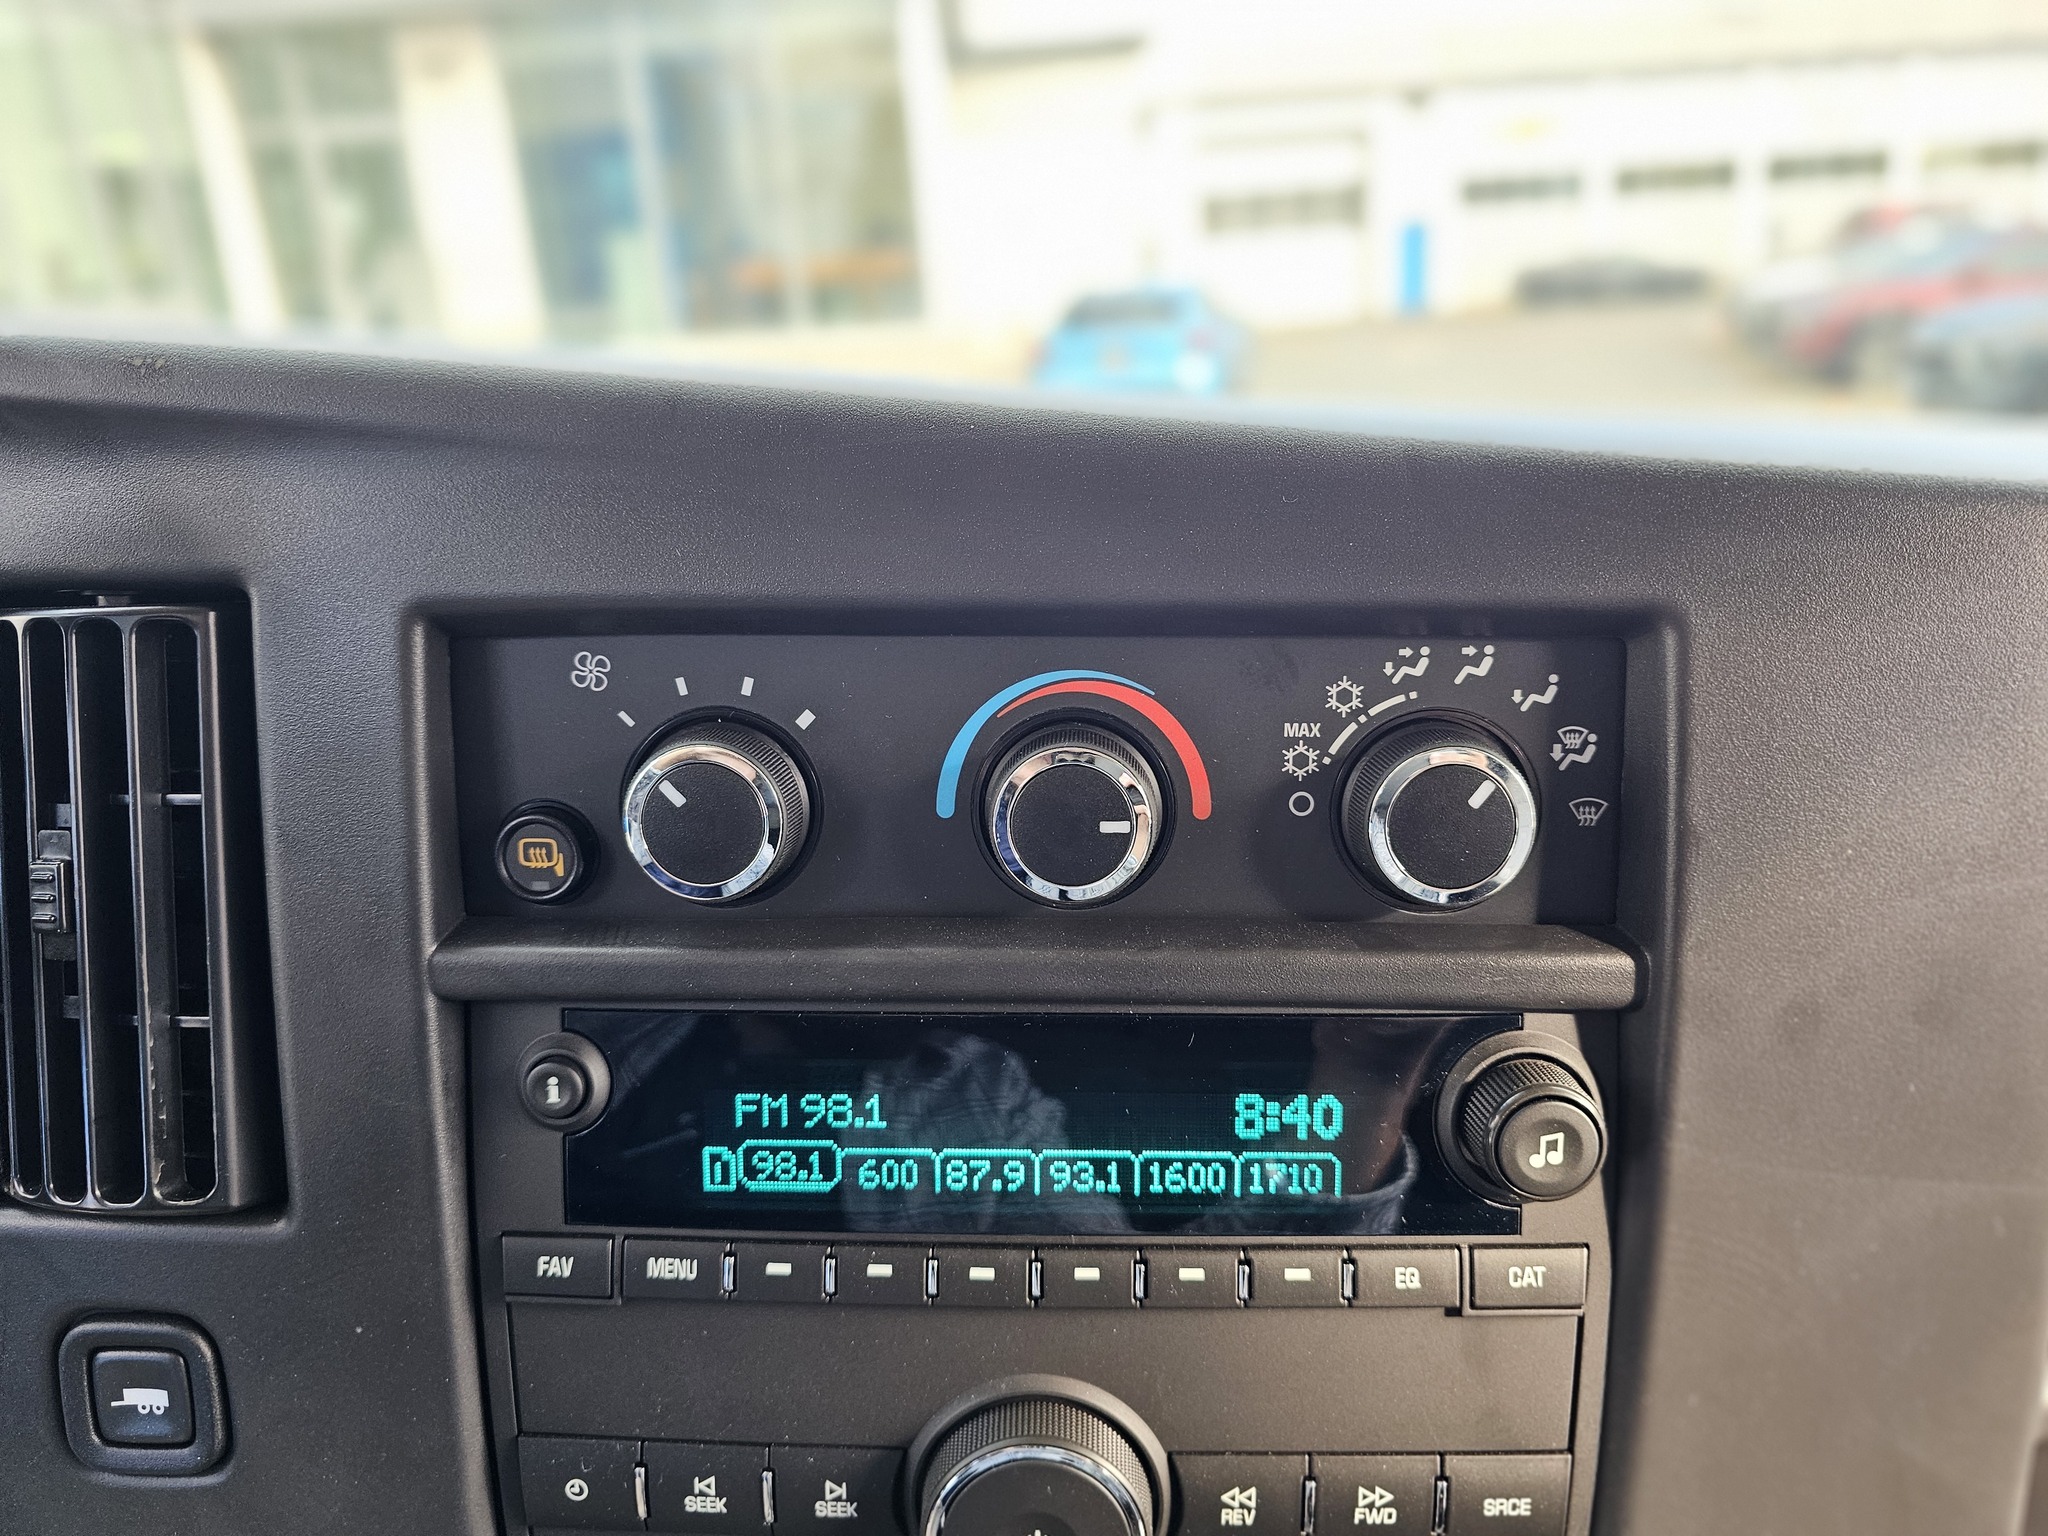 MAX
i
FM 98.1 8:40
98.1 600 87.9 93.1 1600 1710
FAV MENU EQ CAT
SEEK SEEK REV FWD SRCE